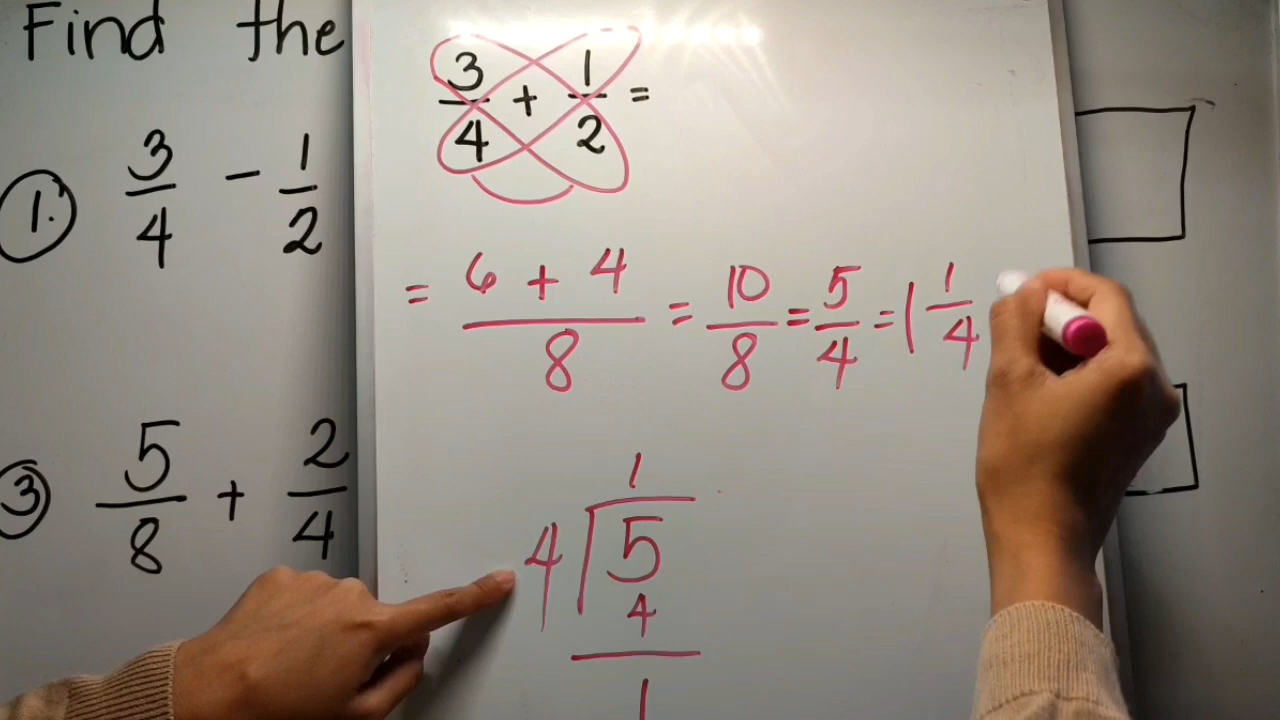 Find the
1. 3/4 - 1/2
3 5/8 + 2/4
3/4 + 1/2 =
= 6 + 4/8 = 10/8 = 5/4 = 1 1/4
1
4 5
4
1